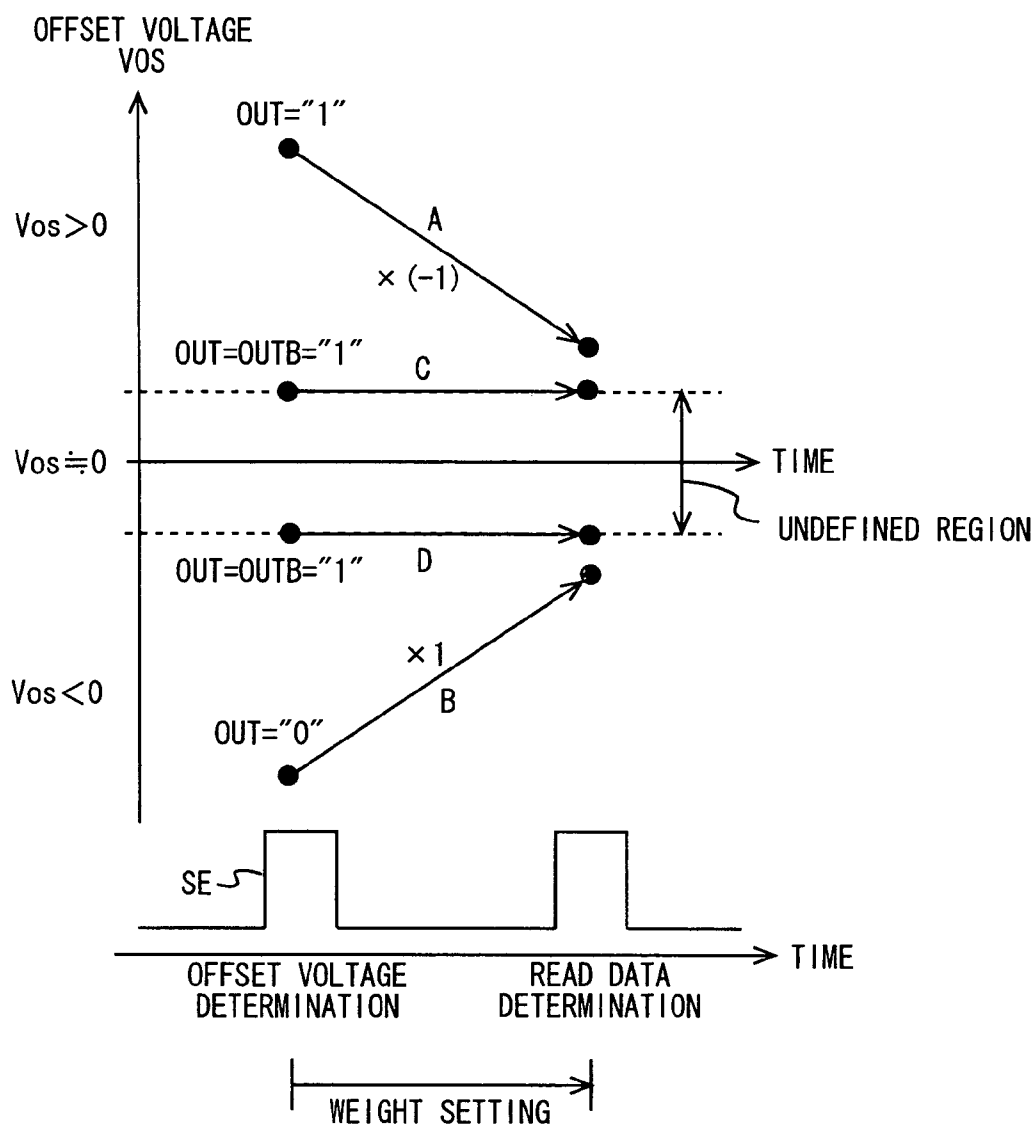 OFFSET VOLTAGE
VOS
OUT="1"
Vos>0
A
×(-1)
OUT=OUTB="1"
C
Vos≒0
TIME
UNDEFINED REGION
OUT=OUTB="1"
D
×1
B
Vos<0
OUT="0"
SE
TIME
OFFSET VOLTAGE
DETERMINATION
READ DATA
DETERMINATION
WEIGHT SETTING